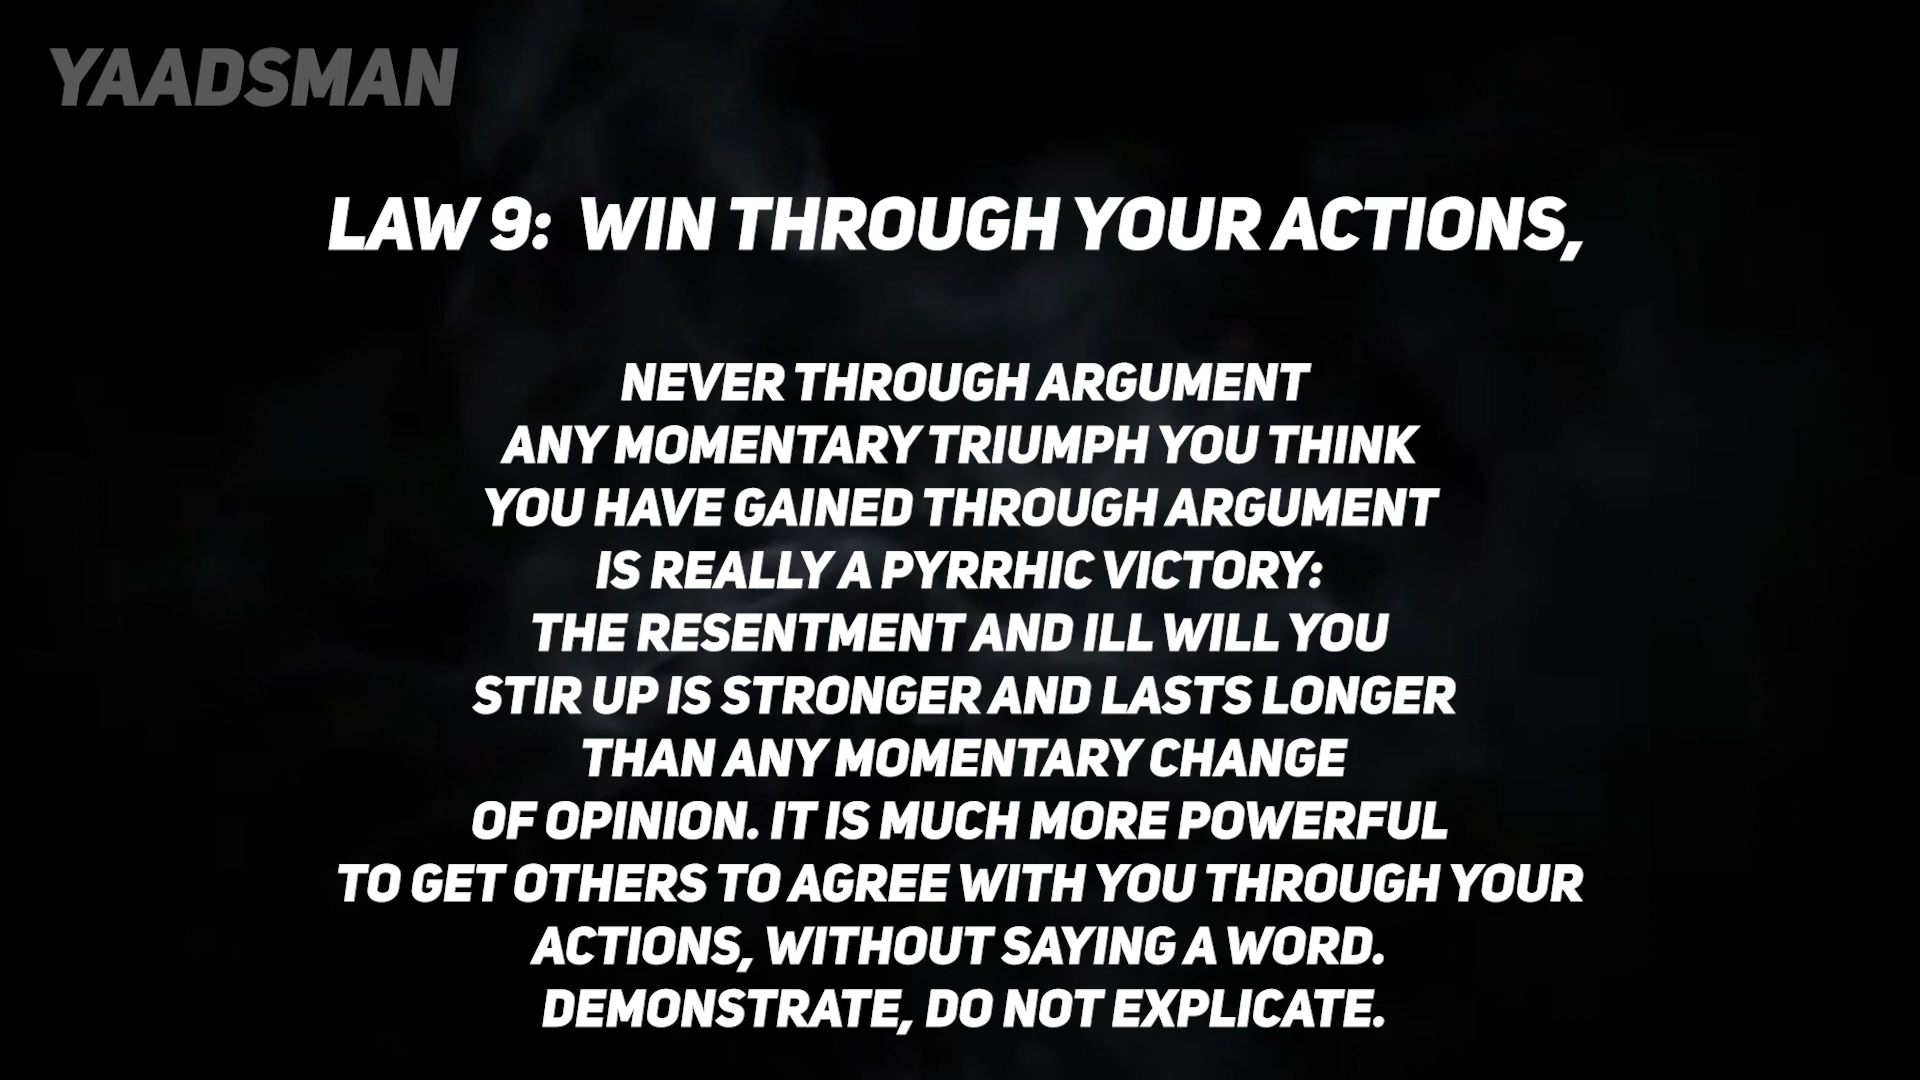 YAADSMAN
LAW 9: WIN THROUGH YOUR ACTIONS,
NEVER THROUGH ARGUMENT
ANY MOMENTARY TRIUMPH YOU THINK
YOU HAVE GAINED THROUGH ARGUMENT
IS REALLY A PYRRHIC VICTORY:
THE RESENTMENT AND ILL WILL YOU
STIR UP IS STRONGER AND LASTS LONGER
THAN ANY MOMENTARY CHANGE
OF OPINION. IT IS MUCH MORE POWERFUL
TO GET OTHERS TO AGREE WITH YOU THROUGH YOUR
ACTIONS, WITHOUT SAYING A WORD.
DEMONSTRATE, DO NOT EXPLICATE.